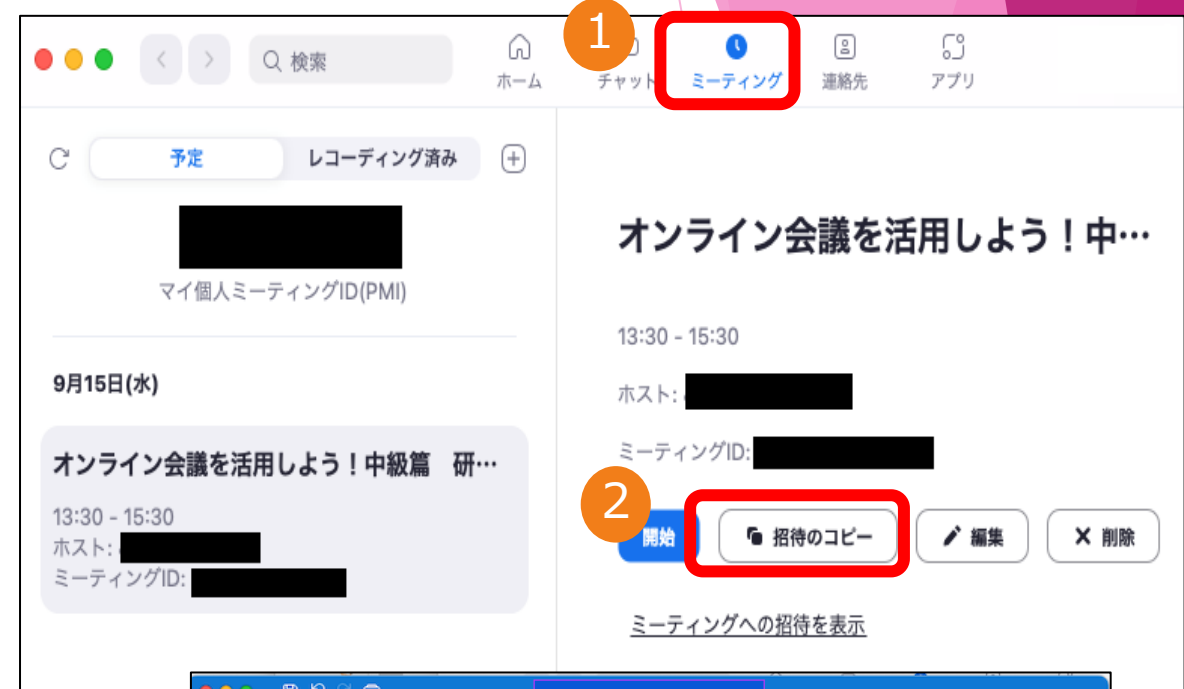 1
検索
ホーム
チャット
ミーティング
連絡先
アプリ
予定
レコーディング済み
マイ個人ミーティングID(PMI)
9月15日(水)
オンライン会議を活用しよう！中級篇　研…
13:30 - 15:30
ホスト:
ミーティングID:
オンライン会議を活用しよう！中…
13:30 - 15:30
ホスト:
ミーティングID:
2
開始
招待のコピー
編集
削除
ミーティングへの招待を表示